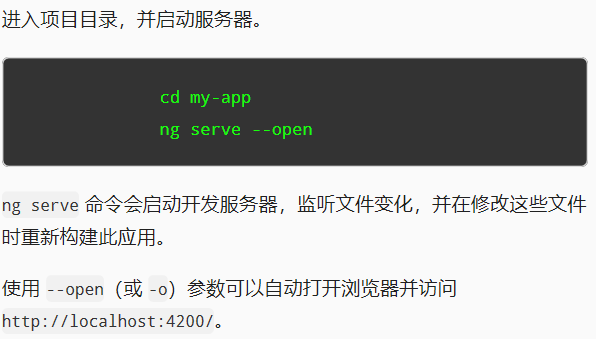 进入项目目录，并启动服务器。
cd my-app
ng serve --open
ng serve 命令会启动开发服务器，监听文件变化，并在修改这些文件
时重新构建此应用。
使用 --open（或 -o）参数可以自动打开浏览器并访问
http://localhost:4200/。